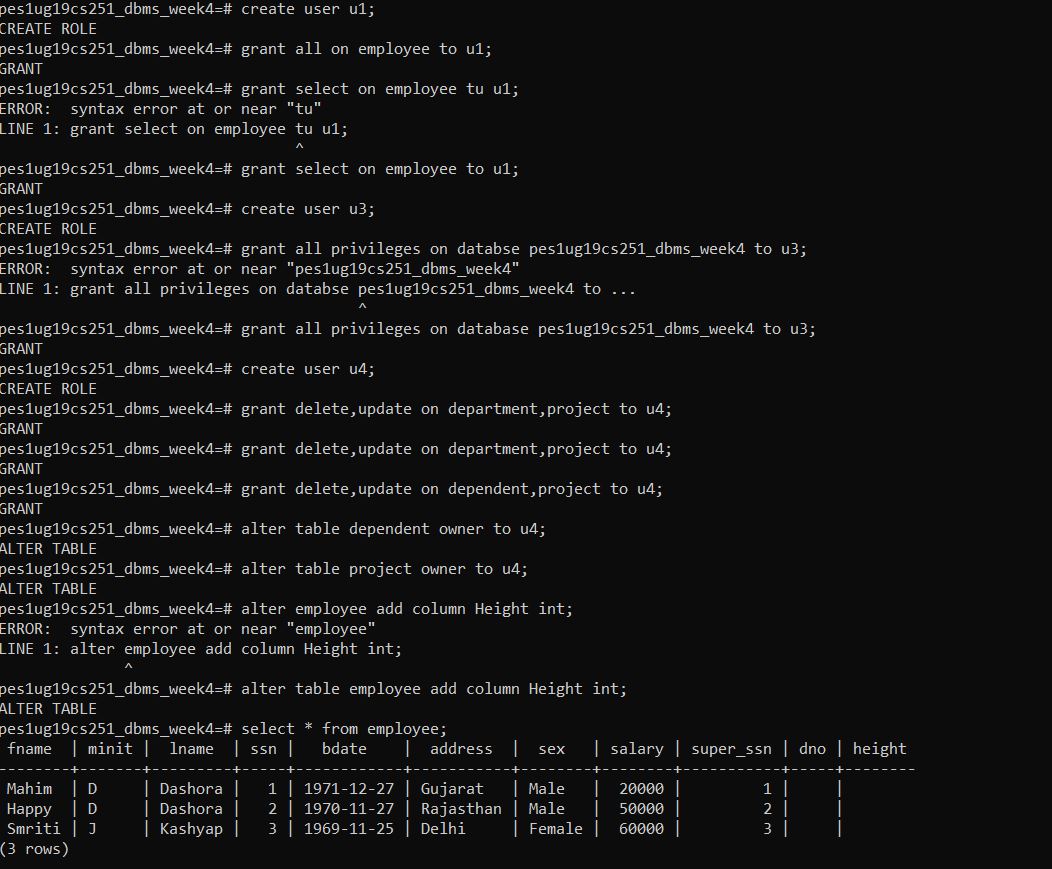 pes1ug19cs251_dbms_week4=# create user u1;
CREATE ROLE
pes1ug19cs251_dbms_week4=# grant all on employee to u1;
GRANT
pes1ug19cs251_dbms_week4=# grant select on employee tu u1;
ERROR:  syntax error at or near "tu"
LINE 1: grant select on employee tu u1;
                                 ^
pes1ug19cs251_dbms_week4=# grant select on employee to u1;
GRANT
pes1ug19cs251_dbms_week4=# create user u3;
CREATE ROLE
pes1ug19cs251_dbms_week4=# grant all privileges on databse pes1ug19cs251_dbms_week4 to u3;
ERROR:  syntax error at or near "pes1ug19cs251_dbms_week4"
LINE 1: grant all privileges on databse pes1ug19cs251_dbms_week4 to ...
                                        ^
pes1ug19cs251_dbms_week4=# grant all privileges on database pes1ug19cs251_dbms_week4 to u3;
GRANT
pes1ug19cs251_dbms_week4=# create user u4;
CREATE ROLE
pes1ug19cs251_dbms_week4=# grant delete,update on department,project to u4;
GRANT
pes1ug19cs251_dbms_week4=# grant delete,update on department,project to u4;
GRANT
pes1ug19cs251_dbms_week4=# grant delete,update on dependent,project to u4;
GRANT
pes1ug19cs251_dbms_week4=# alter table dependent owner to u4;
ALTER TABLE
pes1ug19cs251_dbms_week4=# alter table project owner to u4;
ALTER TABLE
pes1ug19cs251_dbms_week4=# alter employee add column Height int;
ERROR:  syntax error at or near "employee"
LINE 1: alter employee add column Height int;
              ^
pes1ug19cs251_dbms_week4=# alter table employee add column Height int;
ALTER TABLE
pes1ug19cs251_dbms_week4=# select * from employee;
 fname  | minit |  lname  | ssn |   bdate    |  address  |  sex   | salary | super_ssn | dno | height
--------+-------+---------+-----+------------+-----------+--------+--------+-----------+-----+--------
 Mahim  | D     | Dashora |   1 | 1971-12-27 | Gujarat   | Male   |  20000 |         1 |     |
 Happy  | D     | Dashora |   2 | 1970-11-27 | Rajasthan | Male   |  50000 |         2 |     |
 Smriti | J     | Kashyap |   3 | 1969-11-25 | Delhi     | Female |  60000 |         3 |     |
(3 rows)